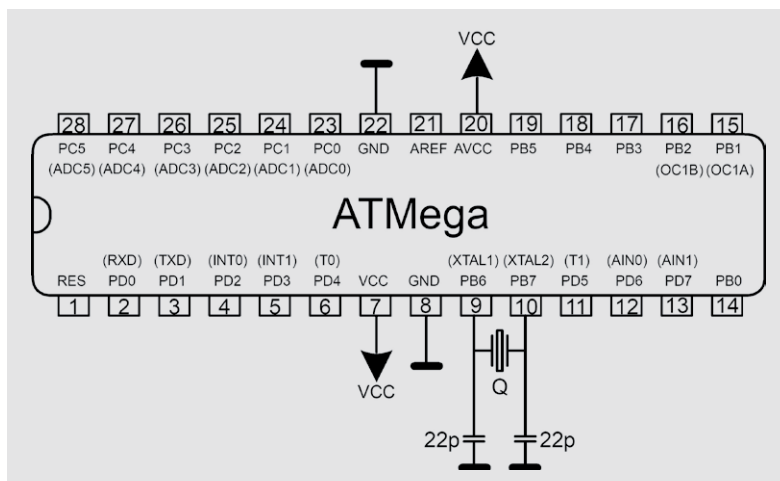 VCC
28 27 26 25 24 23 22 21 20 19 18 17 16 15
PC5 PC4 PC3 PC2 PC1 PC0 GND AREF AVCC PB5 PB4 PB3 PB2 PB1
(ADC5) (ADC4) (ADC3) (ADC2) (ADC1) (ADC0) (OC1B) (OC1A)
ATMega
(RXD) (TXD) (INT0) (INT1) (T0) (XTAL1) (XTAL2) (T1) (AIN0) (AIN1)
RES PD0 PD1 PD2 PD3 PD4 VCC GND PB6 PB7 PD5 PD6 PD7 PB0
1 2 3 4 5 6 7 8 9 10 11 12 13 14
VCC Q
22p 22p